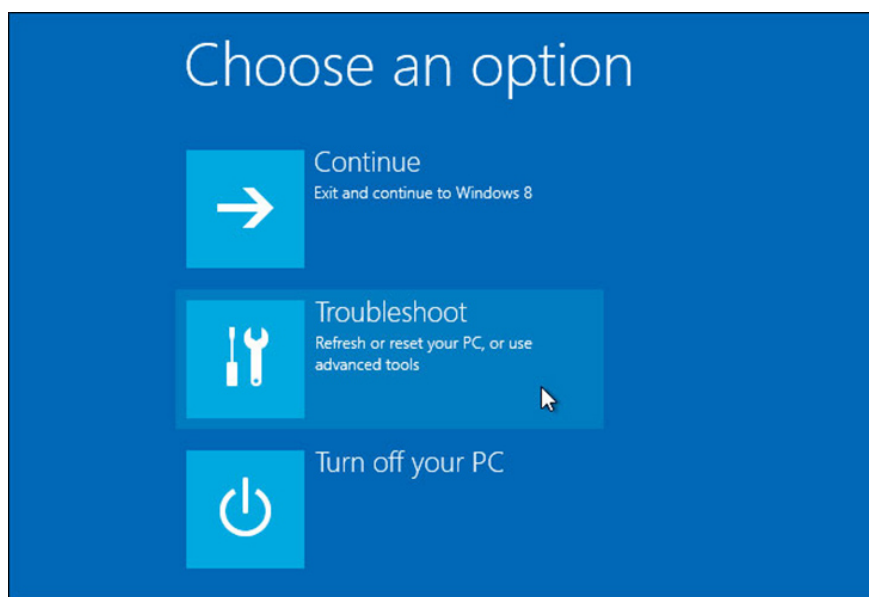 Choose an option
Continue
Exit and continue to Windows 8
Troubleshoot
Refresh or reset your PC, or use
advanced tools
Turn off your PC